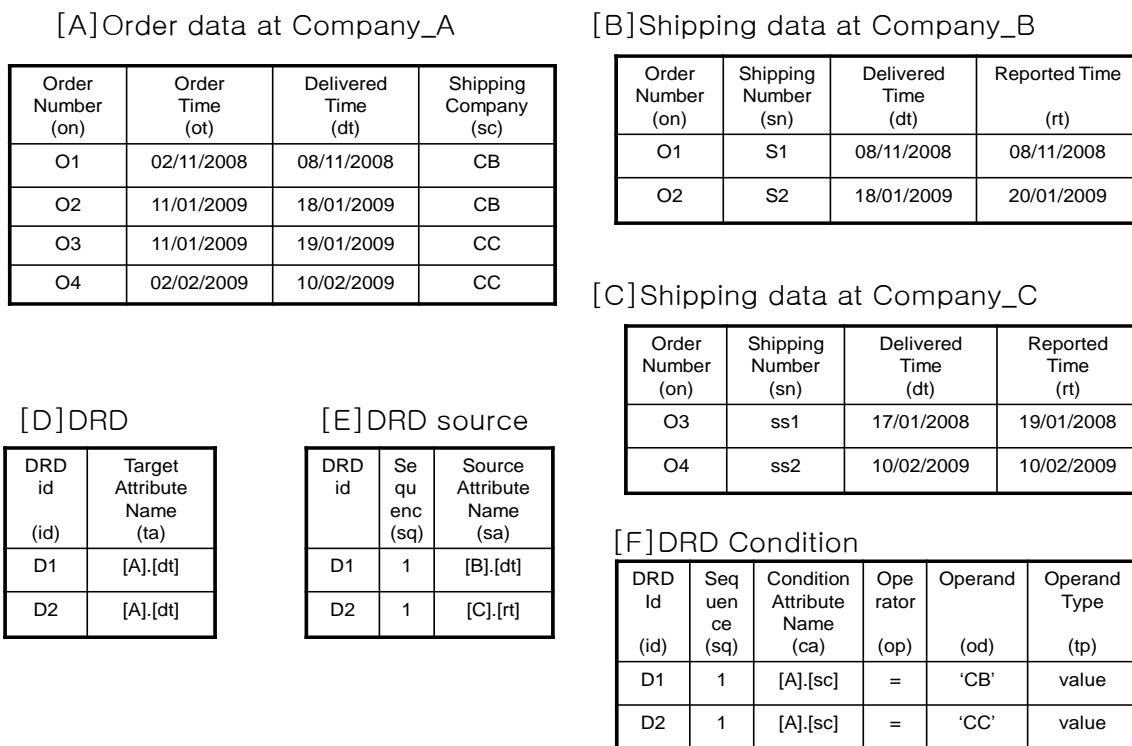 [A]Order data at Company_A
Order Number (on) Order Time (ot) Delivered Time (dt) Shipping Company (sc)
O1 02/11/2008 08/11/2008 CB
O2 11/01/2009 18/01/2009 CB
O3 11/01/2009 19/01/2009 CC
O4 02/02/2009 10/02/2009 CC
[B]Shipping data at Company_B
Order Number (on) Shipping Number (sn) Delivered Time (dt) Reported Time (rt)
O1 S1 08/11/2008 08/11/2008
O2 S2 18/01/2009 20/01/2009
[C]Shipping data at Company_C
Order Number (on) Shipping Number (sn) Delivered Time (dt) Reported Time (rt)
O3 ss1 17/01/2008 19/01/2008
O4 ss2 10/02/2009 10/02/2009
[D]DRD
DRD id (id) Target Attribute Name (ta)
D1 [A].[dt]
D2 [A].[dt]
[E]DRD source
DRD id Se qu enc (sq) Source Attribute Name (sa)
D1 1 [B].[dt]
D2 1 [C].[rt]
[F]DRD Condition
DRD Id (id) Seq uen ce (sq) Condition Attribute Name (ca) Ope rator (op) Operand (od) Operand Type (tp)
D1 1 [A].[sc] = ‘CB’ value
D2 1 [A].[sc] = ‘CC’ value